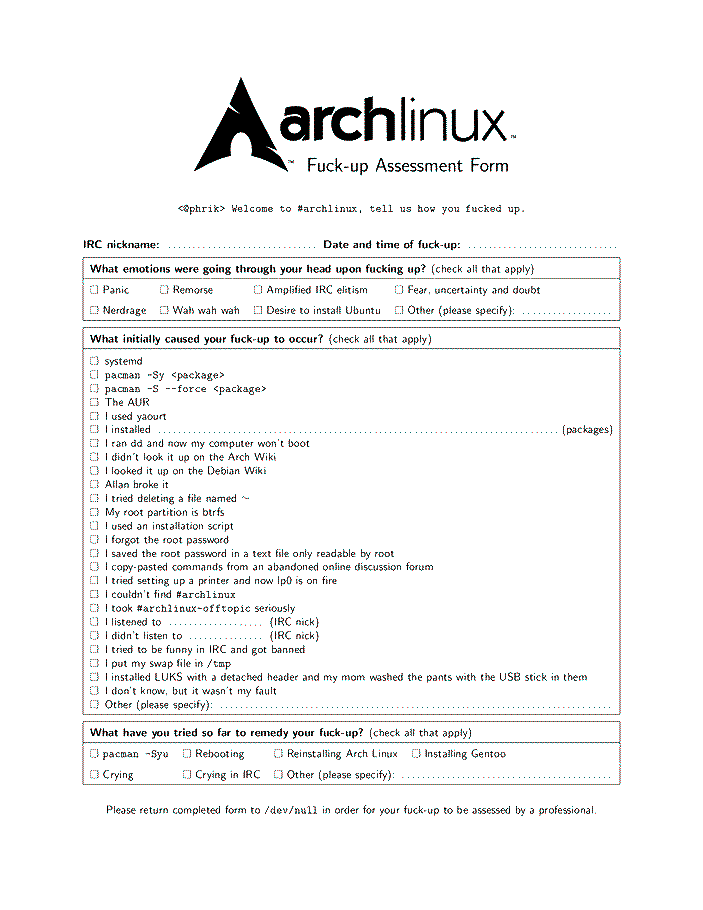 archlinux™
™ Fuck-up Assessment Form
<@phrik> Welcome to #archlinux, tell us how you fucked up.
IRC nickname: .............................. Date and time of fuck-up: ..............................
What emotions were going through your head upon fucking up? (check all that apply)
Panic Remorse Amplified IRC elitism Fear, uncertainty and doubt
Nerdrage Wah wah wah Desire to install Ubuntu Other (please specify): ..................
What initially caused your fuck-up to occur? (check all that apply)
systemd
pacman -Sy <package>
pacman -S --force <package>
The AUR
I used yaourt
I installed ................................................................................ (packages)
I ran dd and now my computer won't boot
I didn't look it up on the Arch Wiki
I looked it up on the Debian Wiki
Allan broke it
I tried deleting a file named ~
My root partition is btrfs
I used an installation script
I forgot the root password
I saved the root password in a text file only readable by root
I copy-pasted commands from an abandoned online discussion forum
I tried setting up a printer and now lp0 is on fire
I couldn't find #archlinux
I took #archlinux-offtopic seriously
I listened to .................. (IRC nick)
I didn't listen to ............... (IRC nick)
I tried to be funny in IRC and got banned
I put my swap file in /tmp
I installed LUKS with a detached header and my mom washed the pants with the USB stick in them
I don't know, but it wasn't my fault
Other (please specify): ..............................................................................
What have you tried so far to remedy your fuck-up? (check all that apply)
pacman -Syu Rebooting Reinstalling Arch Linux Installing Gentoo
Crying Crying in IRC Other (please specify): ..........................................
Please return completed form to /dev/null in order for your fuck-up to be assessed by a professional.